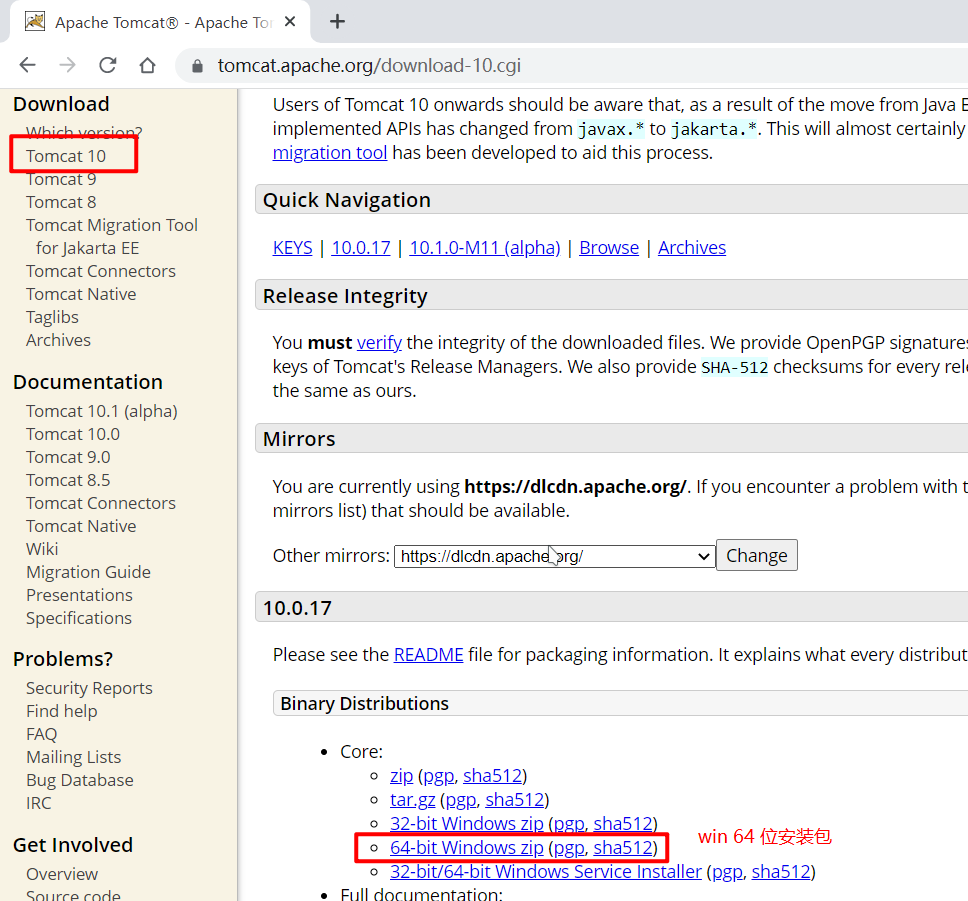 Apache Tomcat® - Apache Tor
tomcat.apache.org/download-10.cgi
Download
Which version?
Tomcat 10
Tomcat 9
Tomcat 8
Tomcat Migration Tool
for Jakarta EE
Tomcat Connectors
Tomcat Native
Taglibs
Archives
Documentation
Tomcat 10.1 (alpha)
Tomcat 10.0
Tomcat 9.0
Tomcat 8.5
Tomcat Connectors
Tomcat Native
Wiki
Migration Guide
Presentations
Specifications
Problems?
Security Reports
Find help
FAQ
Mailing Lists
Bug Database
IRC
Get Involved
Overview
Source code
Users of Tomcat 10 onwards should be aware that, as a result of the move from Java E
implemented APIs has changed from javax.* to jakarta.*. This will almost certainly
migration tool has been developed to aid this process.
Quick Navigation
KEYS | 10.0.17 | 10.1.0-M11 (alpha) | Browse | Archives
Release Integrity
You must verify the integrity of the downloaded files. We provide OpenPGP signatures
keys of Tomcat's Release Managers. We also provide SHA-512 checksums for every rele
the same as ours.
Mirrors
You are currently using https://dlcdn.apache.org/. If you encounter a problem with t
mirrors list) that should be available.
Other mirrors: https://dlcdn.apache.org/ Change
10.0.17
Please see the README file for packaging information. It explains what every distribut
Binary Distributions
• Core:
zip (pgp, sha512)
tar.gz (pgp, sha512)
32-bit Windows zip (pgp, sha512)
64-bit Windows zip (pgp, sha512) win 64 位安装包
32-bit/64-bit Windows Service Installer (pgp, sha512)
• Full documentation: